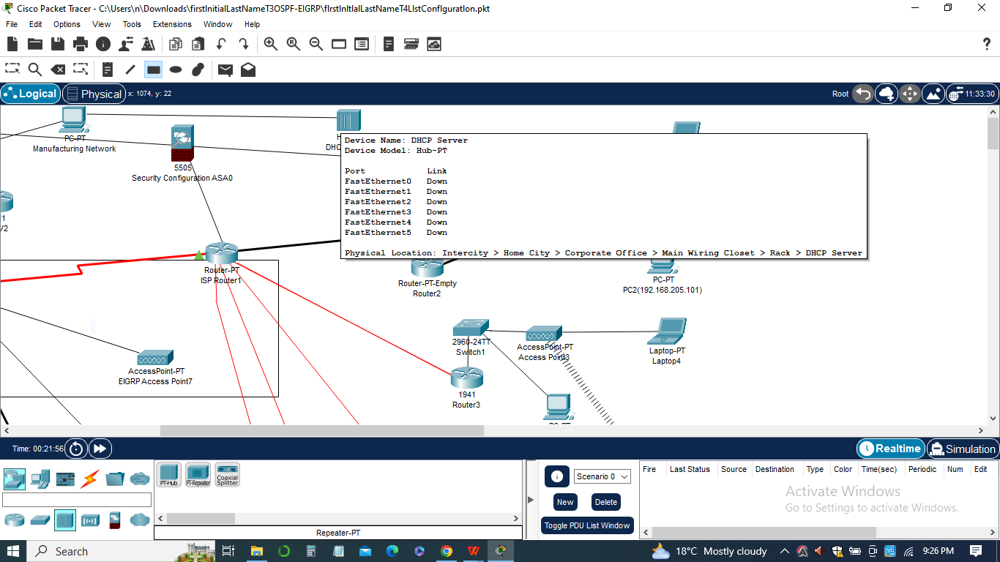 Cisco Packet Tracer - C:\Users\n\Downloads\firstInitialLastNameT3OSPF-EIGRP\fIrstInItIalLastNameT4LIstConfIguratIon.pkt
File Edit Options View Tools Extensions Window Help
?
Logical Physical x: 1074, y: 22 Root 11:33:30
PC-PT
Manufacturing Network
5505
Security Configuration ASA0
H
DHC
Device Name: DHCP Server
Device Model: Hub-PT
Port Link
FastEthernet0 Down
FastEthernet1 Down
FastEthernet2 Down
FastEthernet3 Down
FastEthernet4 Down
FastEthernet5 Down
Physical Location: Intercity > Home City > Corporate Office > Main Wiring Closet > Rack > DHCP Server
1
V2
Router-PT
ISP Router1
Router-PT-Empty
Router2
PC-PT
PC2(192.168.205.101)
2960-24TT
Switch1
AccessPoint-PT
Access Point3
Laptop-PT
Laptop4
AccessPoint-PT
EIGRP Access Point7
1941
Router3
Time: 00:21:56 Realtime Simulation
PT-Hub PT-Repeater Coaxial Splitter
Repeater-PT
Scenario 0
New Delete
Toggle PDU List Window
Fire Last Status Source Destination Type Color Time(sec) Periodic Num Edit
Activate Windows
Go to Settings to activate Windows.
Search
18°C Mostly cloudy 9:26 PM